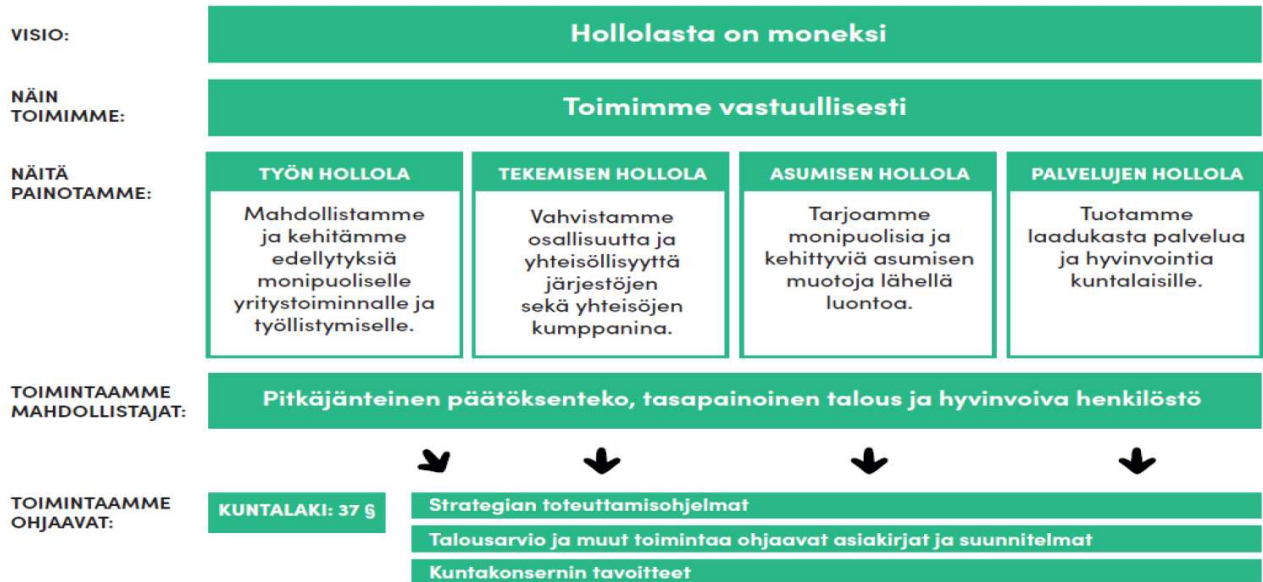 VISIO:
Hollolasta on moneksi
NÄIN
TOIMIMME:
Toimimme vastuullisesti
NÄITÄ
PAINOTAMME:
TYÖN HOLLOLA
Mahdollistamme
ja kehitämme
edellytyksiä
monipuoliselle
yritystoiminnalle ja
työllistymiselle.
TEKEMISEN HOLLOLA
Vahvistamme
osallisuutta ja
yhteisöllisyyttä
järjestöjen
sekä yhteisöjen
kumppanina.
ASUMISEN HOLLOLA
Tarjoamme
monipuolisia ja
kehittyviä asumisen
muotoja lähellä
luontoa.
PALVELUJEN HOLLOLA
Tuotamme
laadukasta palvelua
ja hyvinvointia
kuntalaisille.
TOIMINTAAMME
MAHDOLLISTAJAT:
Pitkäjänteinen päätöksenteko, tasapainoinen talous ja hyvinvoiva henkilöstö
TOIMINTAAMME
OHJAAVAT:
KUNTALAKI: 37 §
Strategian toteuttamisohjelmat
Talousarvio ja muut toimintaa ohjaavat asiakirjat ja suunnitelmat
Kuntakonsernin tavoitteet